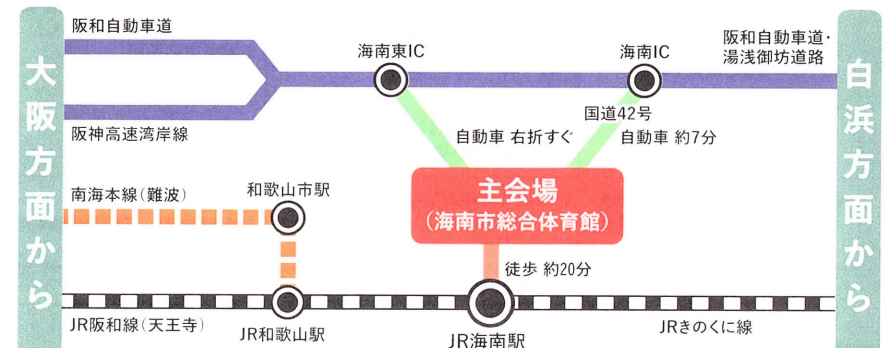 大阪方面から
阪和自動車道
阪神高速湾岸線
海南東IC
海南IC
阪和自動車道・
湯浅御坊道路
国道42号
自動車 右折すぐ
自動車 約7分
主会場
(海南市総合体育館)
南海本線(難波)
和歌山市駅
徒歩 約20分
JR阪和線(天王寺)
JR和歌山駅
JR海南駅
JRきのくに線
白浜方面から